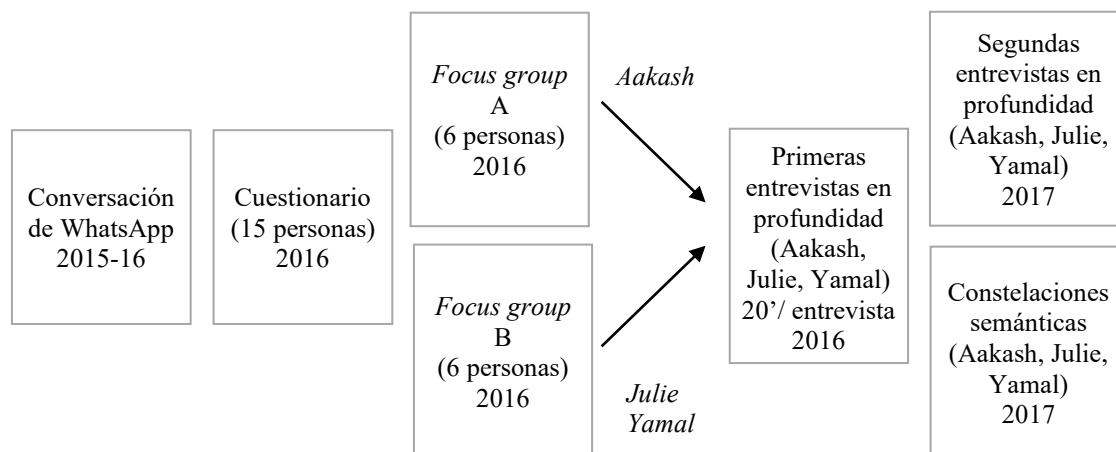 Conversación
de WhatsApp
2015-16
Cuestionario
(15 personas)
2016
Focus group
A
(6 personas)
2016
Focus group
B
(6 personas)
2016
Aakash
Julie
Yamal
Primeras
entrevistas en
profundidad
(Aakash,
Julie, Yamal)
20’/ entrevista
2016
Segundas
entrevistas en
profundidad
(Aakash, Julie,
Yamal)
2017
Constelaciones
semánticas
(Aakash, Julie,
Yamal)
2017